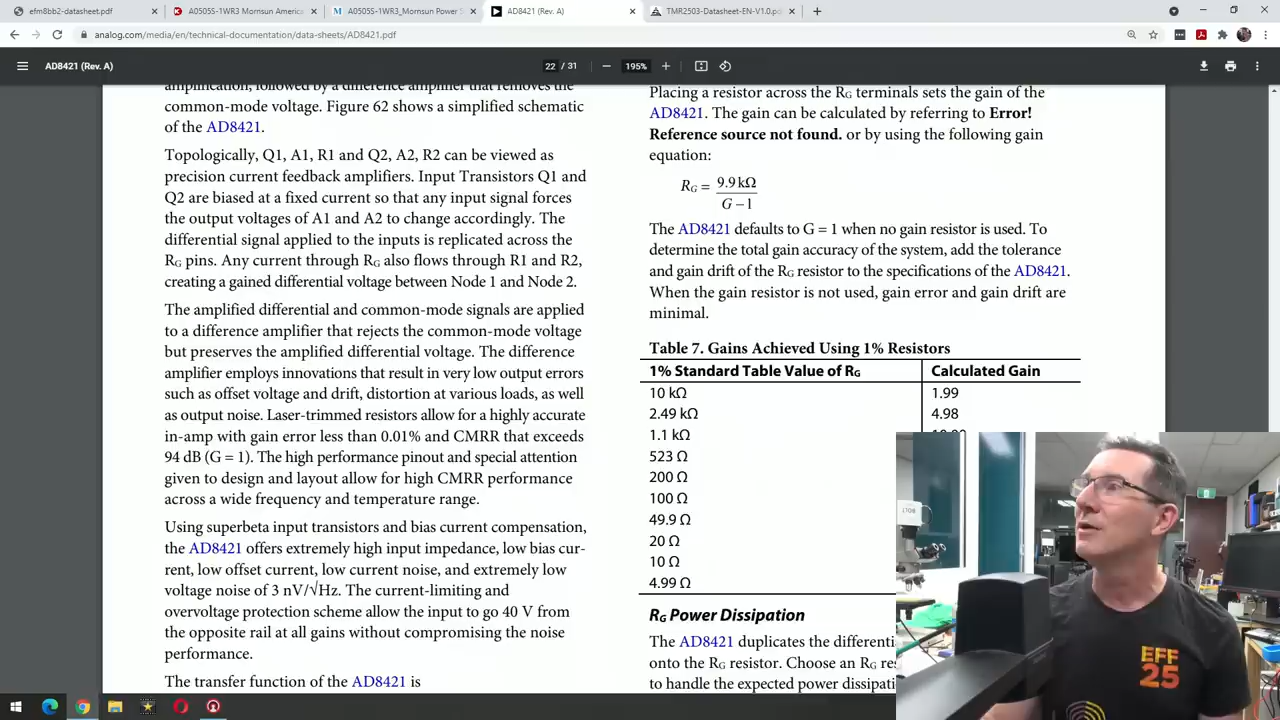 efm8bb2-datasheet.pdf
A0505S-1WR3 Mornsun America
A0505S-1WR3_Mornsun Power S
AD8421 (Rev. A)
TMR2503-Datasheet-EN-V1.0.pd
analog.com/media/en/technical-documentation/data-sheets/AD8421.pdf
AD8421 (Rev. A)
22 / 31
195%
amplification, followed by a difference amplifier that removes the
common-mode voltage. Figure 62 shows a simplified schematic
of the AD8421.
Topologically, Q1, A1, R1 and Q2, A2, R2 can be viewed as
precision current feedback amplifiers. Input Transistors Q1 and
Q2 are biased at a fixed current so that any input signal forces
the output voltages of A1 and A2 to change accordingly. The
differential signal applied to the inputs is replicated across the
RG pins. Any current through RG also flows through R1 and R2,
creating a gained differential voltage between Node 1 and Node 2.
The amplified differential and common-mode signals are applied
to a difference amplifier that rejects the common-mode voltage
but preserves the amplified differential voltage. The difference
amplifier employs innovations that result in very low output errors
such as offset voltage and drift, distortion at various loads, as well
as output noise. Laser-trimmed resistors allow for a highly accurate
in-amp with gain error less than 0.01% and CMRR that exceeds
94 dB (G = 1). The high performance pinout and special attention
given to design and layout allow for high CMRR performance
across a wide frequency and temperature range.
Using superbeta input transistors and bias current compensation,
the AD8421 offers extremely high input impedance, low bias cur-
rent, low offset current, low current noise, and extremely low
voltage noise of 3 nV/√Hz. The current-limiting and
overvoltage protection scheme allow the input to go 40 V from
the opposite rail at all gains without compromising the noise
performance.
The transfer function of the AD8421 is
Placing a resistor across the RG terminals sets the gain of the
AD8421. The gain can be calculated by referring to Error!
Reference source not found. or by using the following gain
equation:
RG = 9.9 kΩ
G − 1
The AD8421 defaults to G = 1 when no gain resistor is used. To
determine the total gain accuracy of the system, add the tolerance
and gain drift of the RG resistor to the specifications of the AD8421.
When the gain resistor is not used, gain error and gain drift are
minimal.
Table 7. Gains Achieved Using 1% Resistors
1% Standard Table Value of RG Calculated Gain
10 kΩ 1.99
2.49 kΩ 4.98
1.1 kΩ
523 Ω
200 Ω
100 Ω
49.9 Ω
20 Ω
10 Ω
4.99 Ω
RG Power Dissipation
The AD8421 duplicates the differenti
onto the RG resistor. Choose an RG res
to handle the expected power dissipati
EFF
25